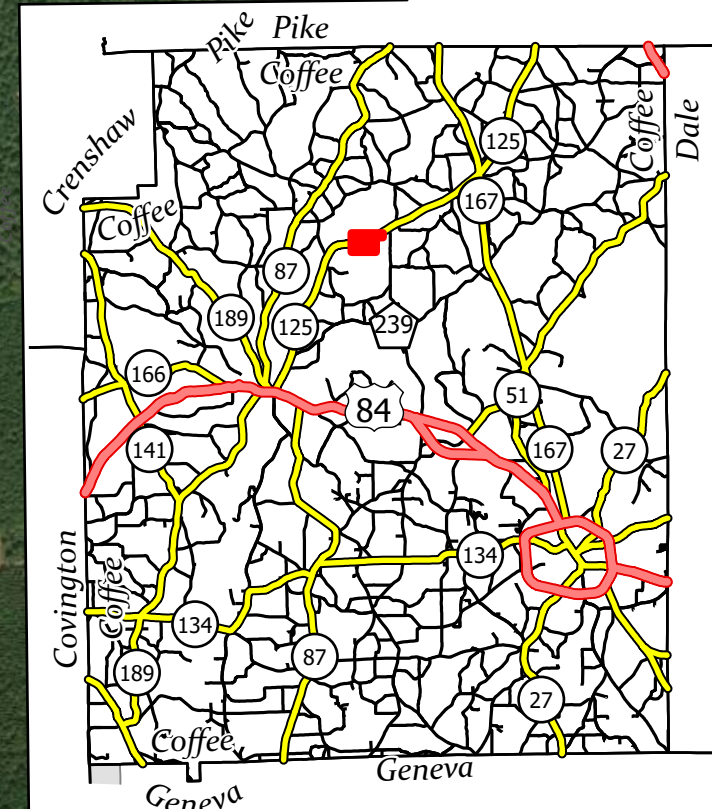 Pike
Pike
Coffee
Crenshaw
Coffee
Coffee
Dale
125
167
87
189
125
239
166
84
51
141
167
27
134
Covington
Coffee
134
87
189
27
Coffee
Geneva
Geneva